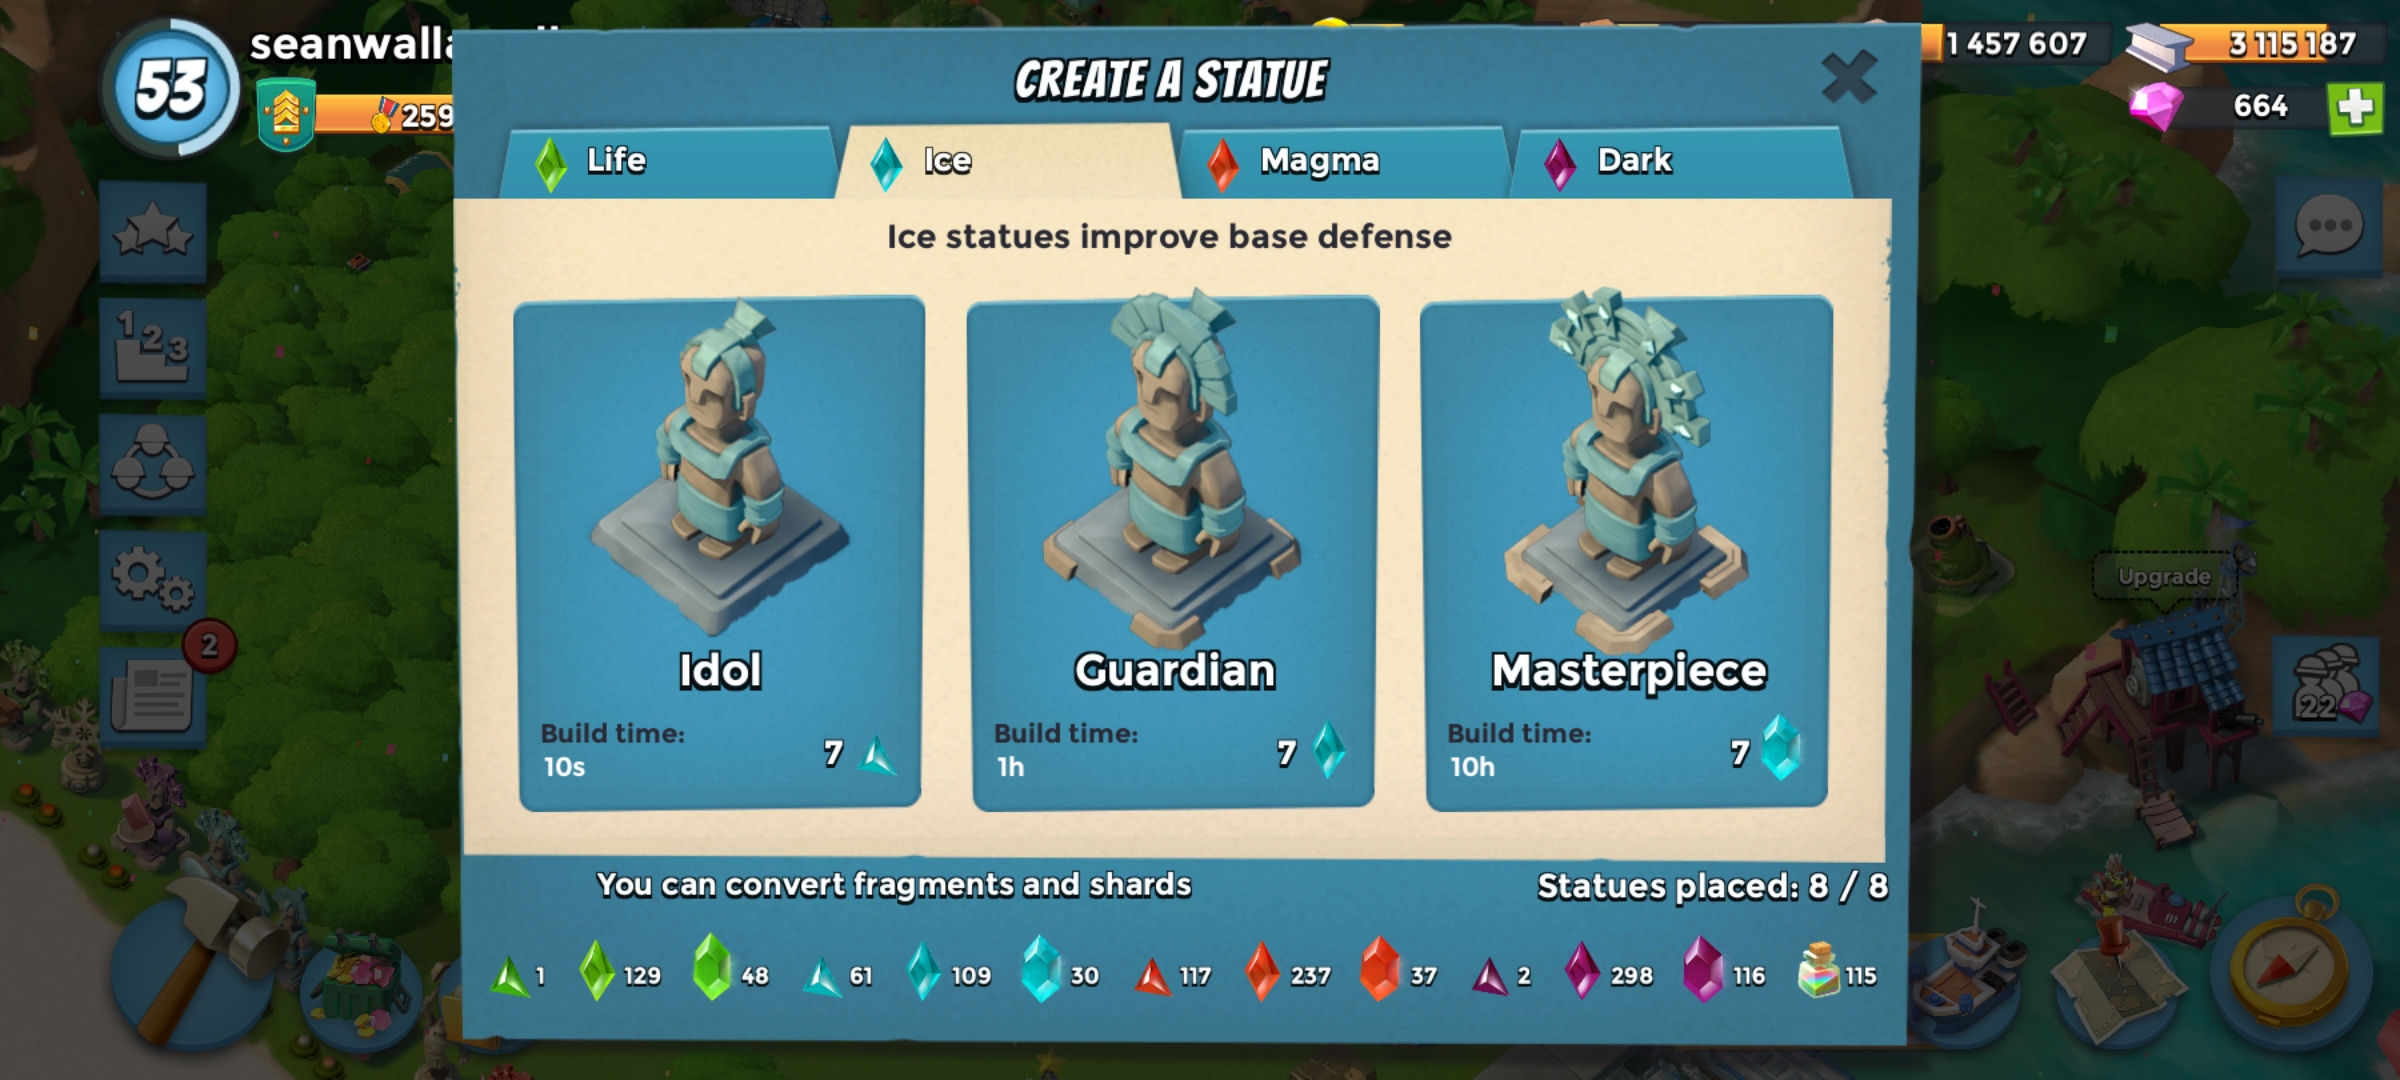 53
259
CREATE A STATUE
1 457 607
3 115 187
664
Life
Ice
Magma
Dark
Ice statues improve base defense
1 2 3
Idol
Build time:
10s
7
Guardian
Build time:
1h
7
Masterpiece
Build time:
10h
7
Upgrade
2
22
You can convert fragments and shards
Statues placed: 8 / 8
1 129 48 61 109 30 117 237 37 2 298 116 115